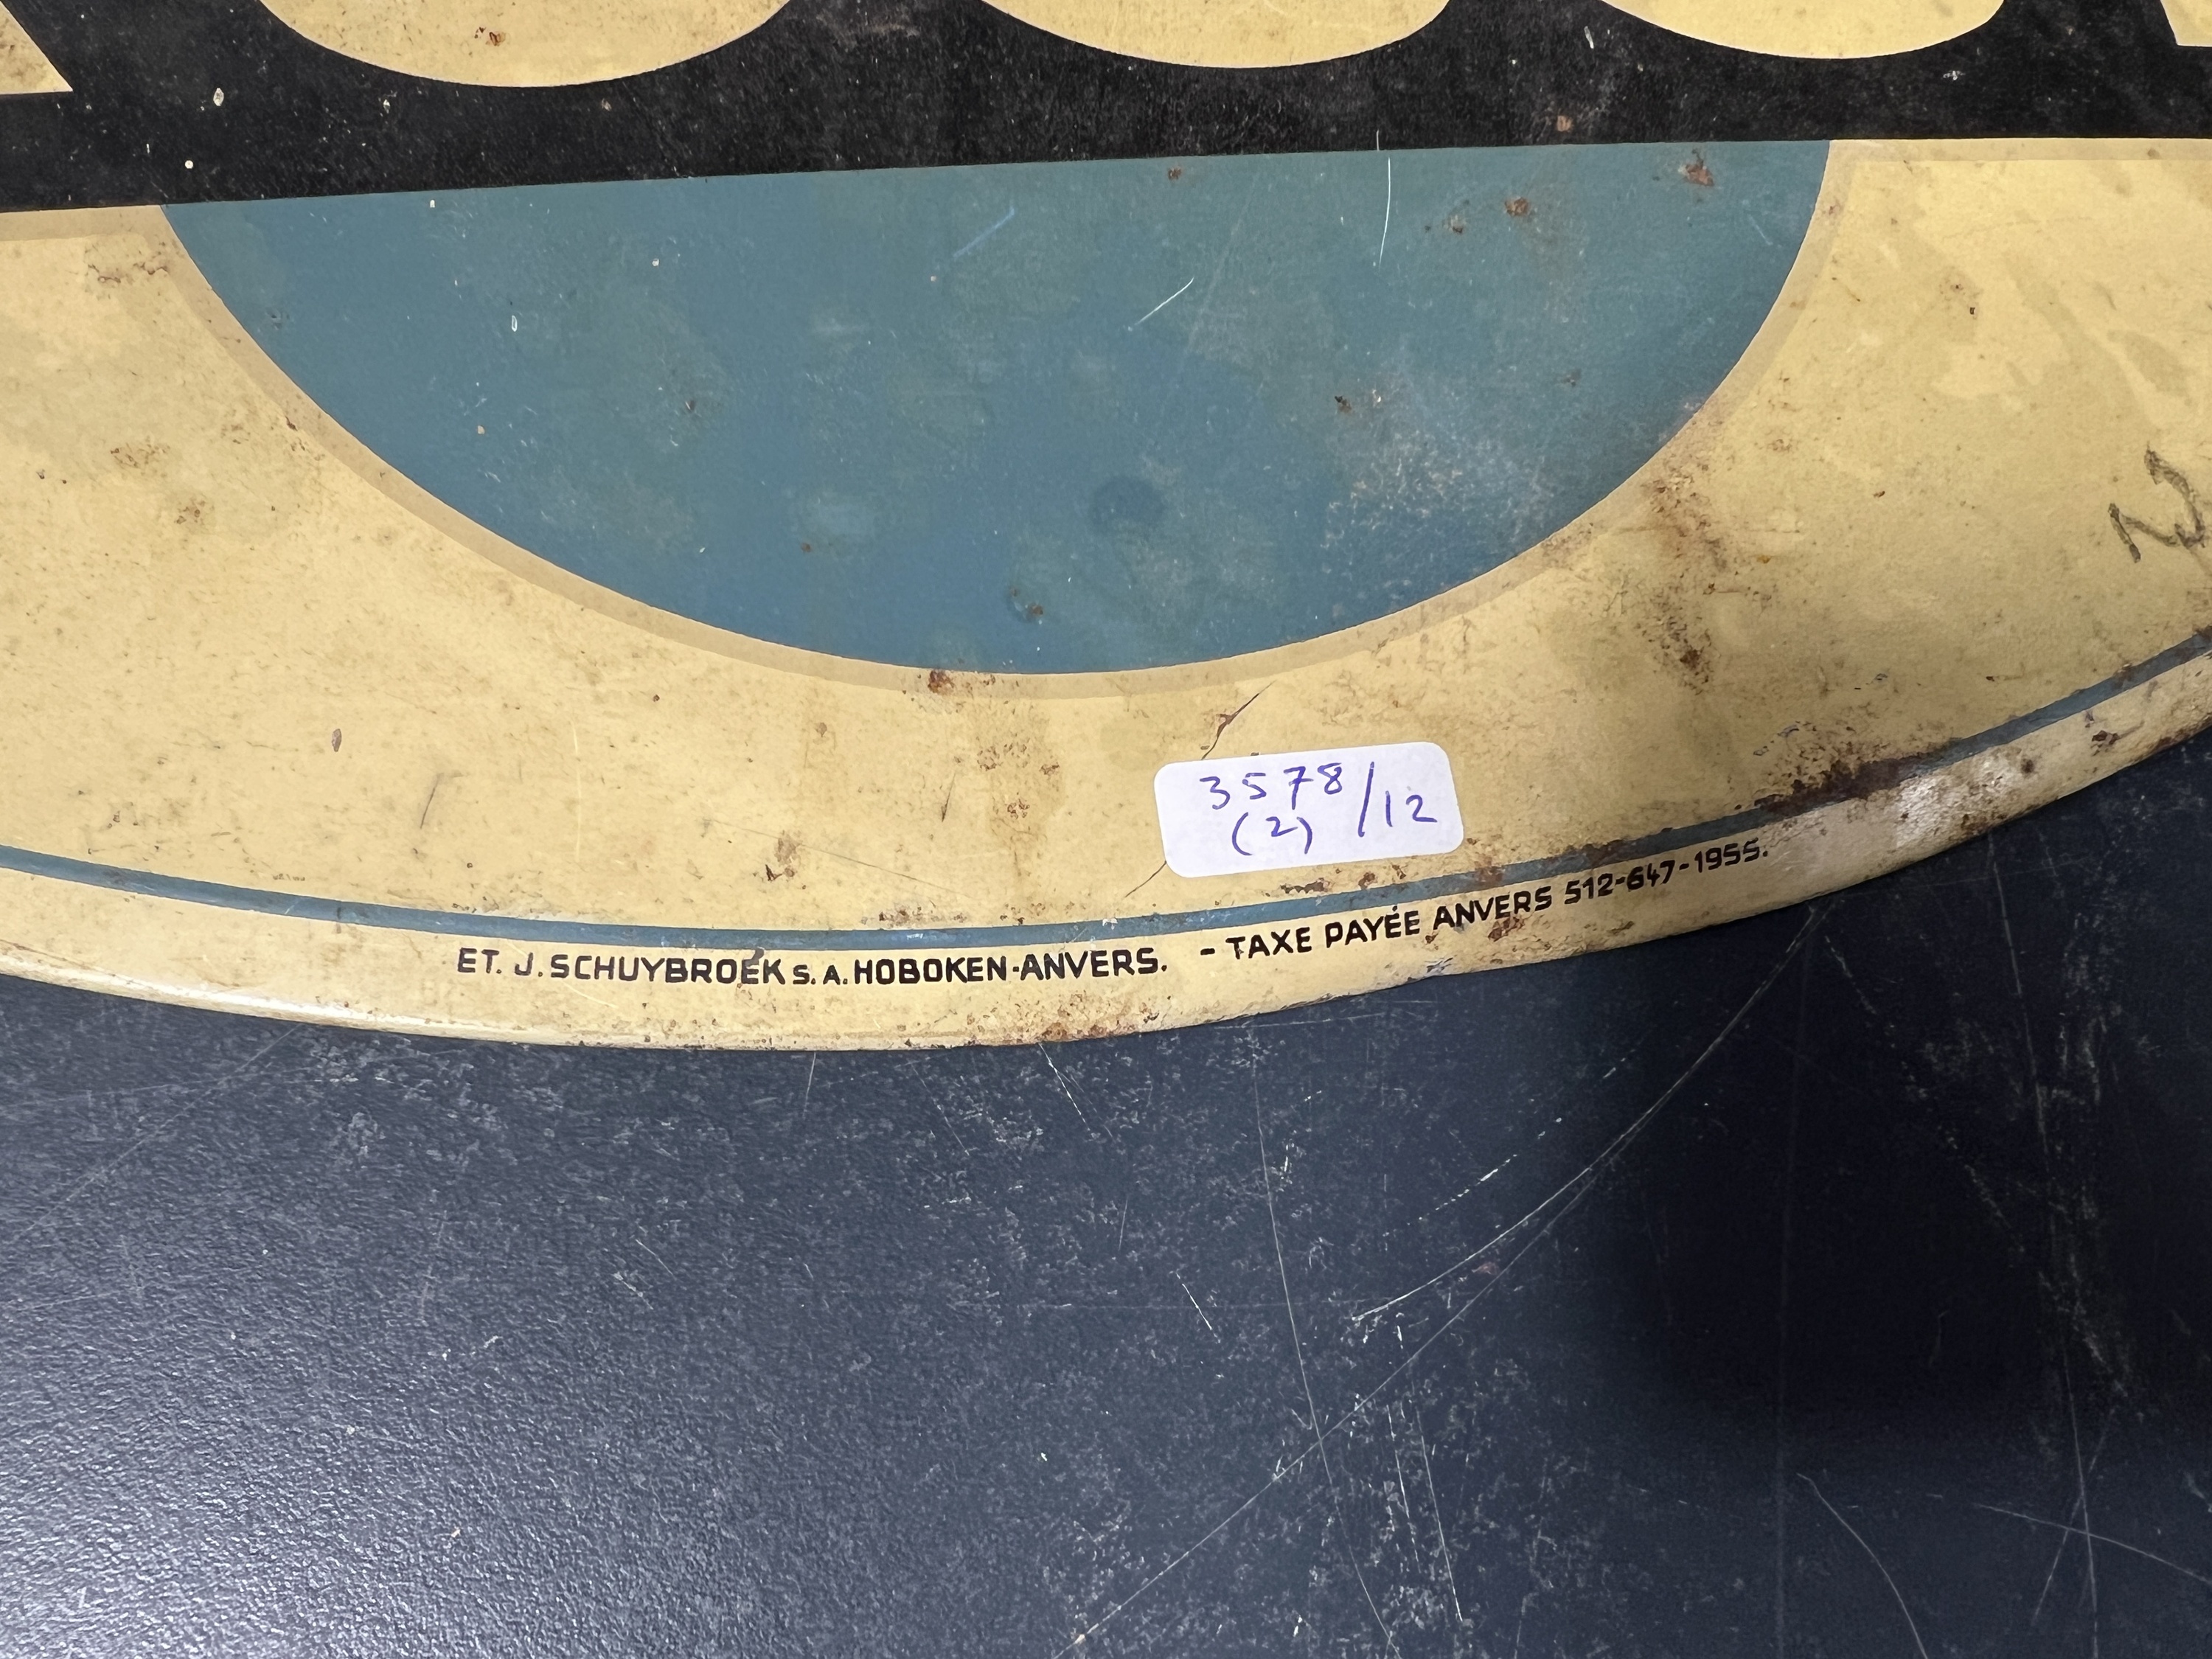 3578/12
(2)
ET. J. SCHUYBROEK S. A. HOBOKEN-ANVERS. - TAXE PAYÉE ANVERS 512-647-1955.